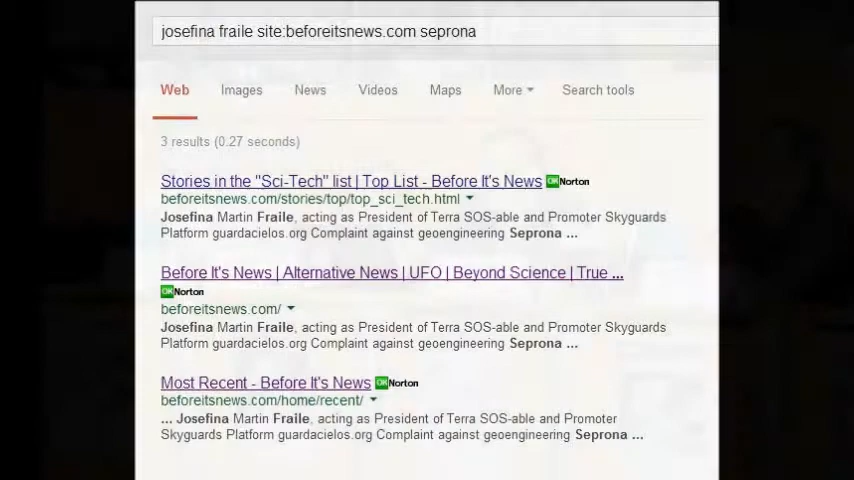 josefina fraile site:beforeitsnews.com seprona
Web Images News Videos Maps More Search tools
3 results (0.27 seconds)
Stories in the "Sci-Tech" list | Top List - Before It's News OK Norton
beforeitsnews.com/stories/top/top_sci_tech.html
Josefina Martin Fraile, acting as President of Terra SOS-able and Promoter Skyguards
Platform guardacielos.org Complaint against geoengineering Seprona ...
Before It's News | Alternative News | UFO | Beyond Science | True ...
OK Norton
beforeitsnews.com/
Josefina Martin Fraile, acting as President of Terra SOS-able and Promoter Skyguards
Platform guardacielos.org Complaint against geoengineering Seprona ...
Most Recent - Before It's News OK Norton
beforeitsnews.com/home/recent/
... Josefina Martin Fraile, acting as President of Terra SOS-able and Promoter
Skyguards Platform guardacielos.org Complaint against geoengineering Seprona ...